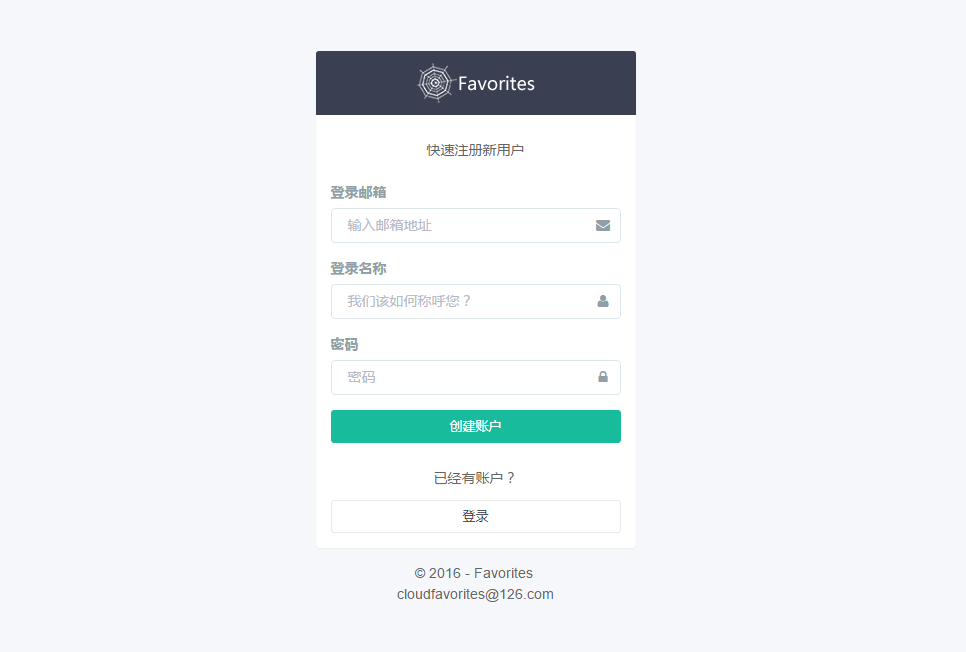 Favorites
快速注册新用户
登录邮箱
输入邮箱地址
登录名称
我们该如何称呼您？
密码
密码
创建账户
已经有账户？
登录
© 2016 - Favorites
cloudfavorites@126.com